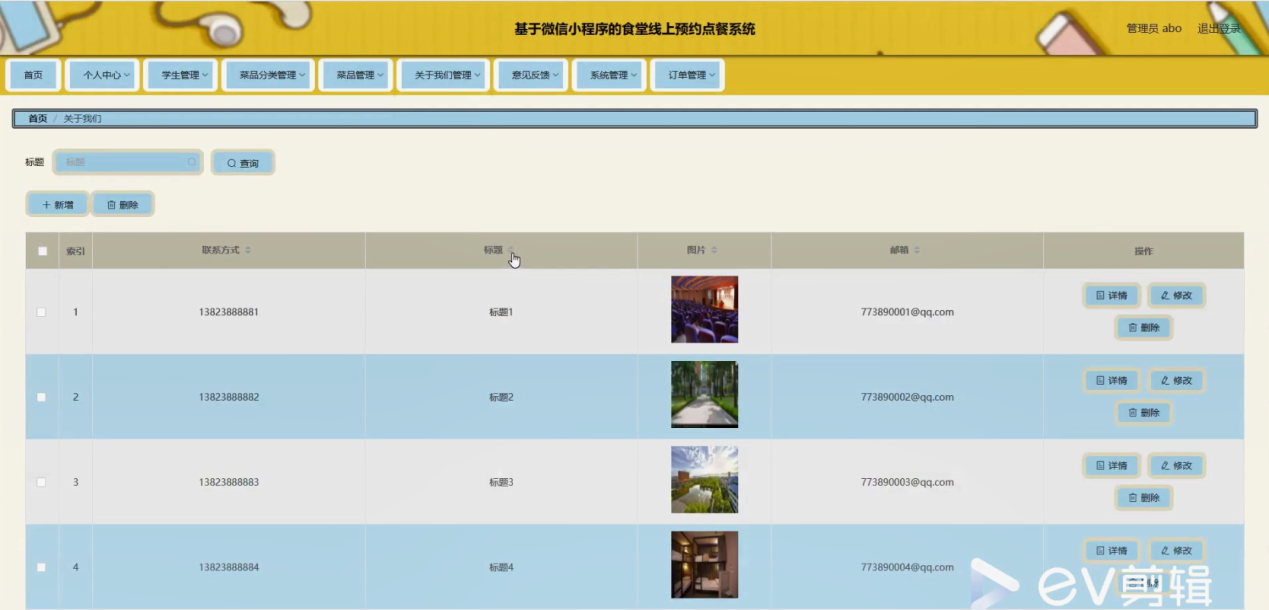 基于微信小程序的食堂线上预约点餐系统
管理员 abo 退出登录
首页 个人中心 学生管理 菜品分类管理 菜品管理 关于我们管理 意见反馈 系统管理 订单管理
首页 / 关于我们
标题 标题 查询
新增 删除
索引 联系方式 标题 图片 邮箱 操作
详情 修改
1 13823888881 标题1 773890001@qq.com
删除
详情 修改
2 13823888882 标题2 773890002@qq.com
删除
详情 修改
3 13823888883 标题3 773890003@qq.com
删除
详情 修改
4 13823888884 标题4 773890004@qq.com
ev剪辑